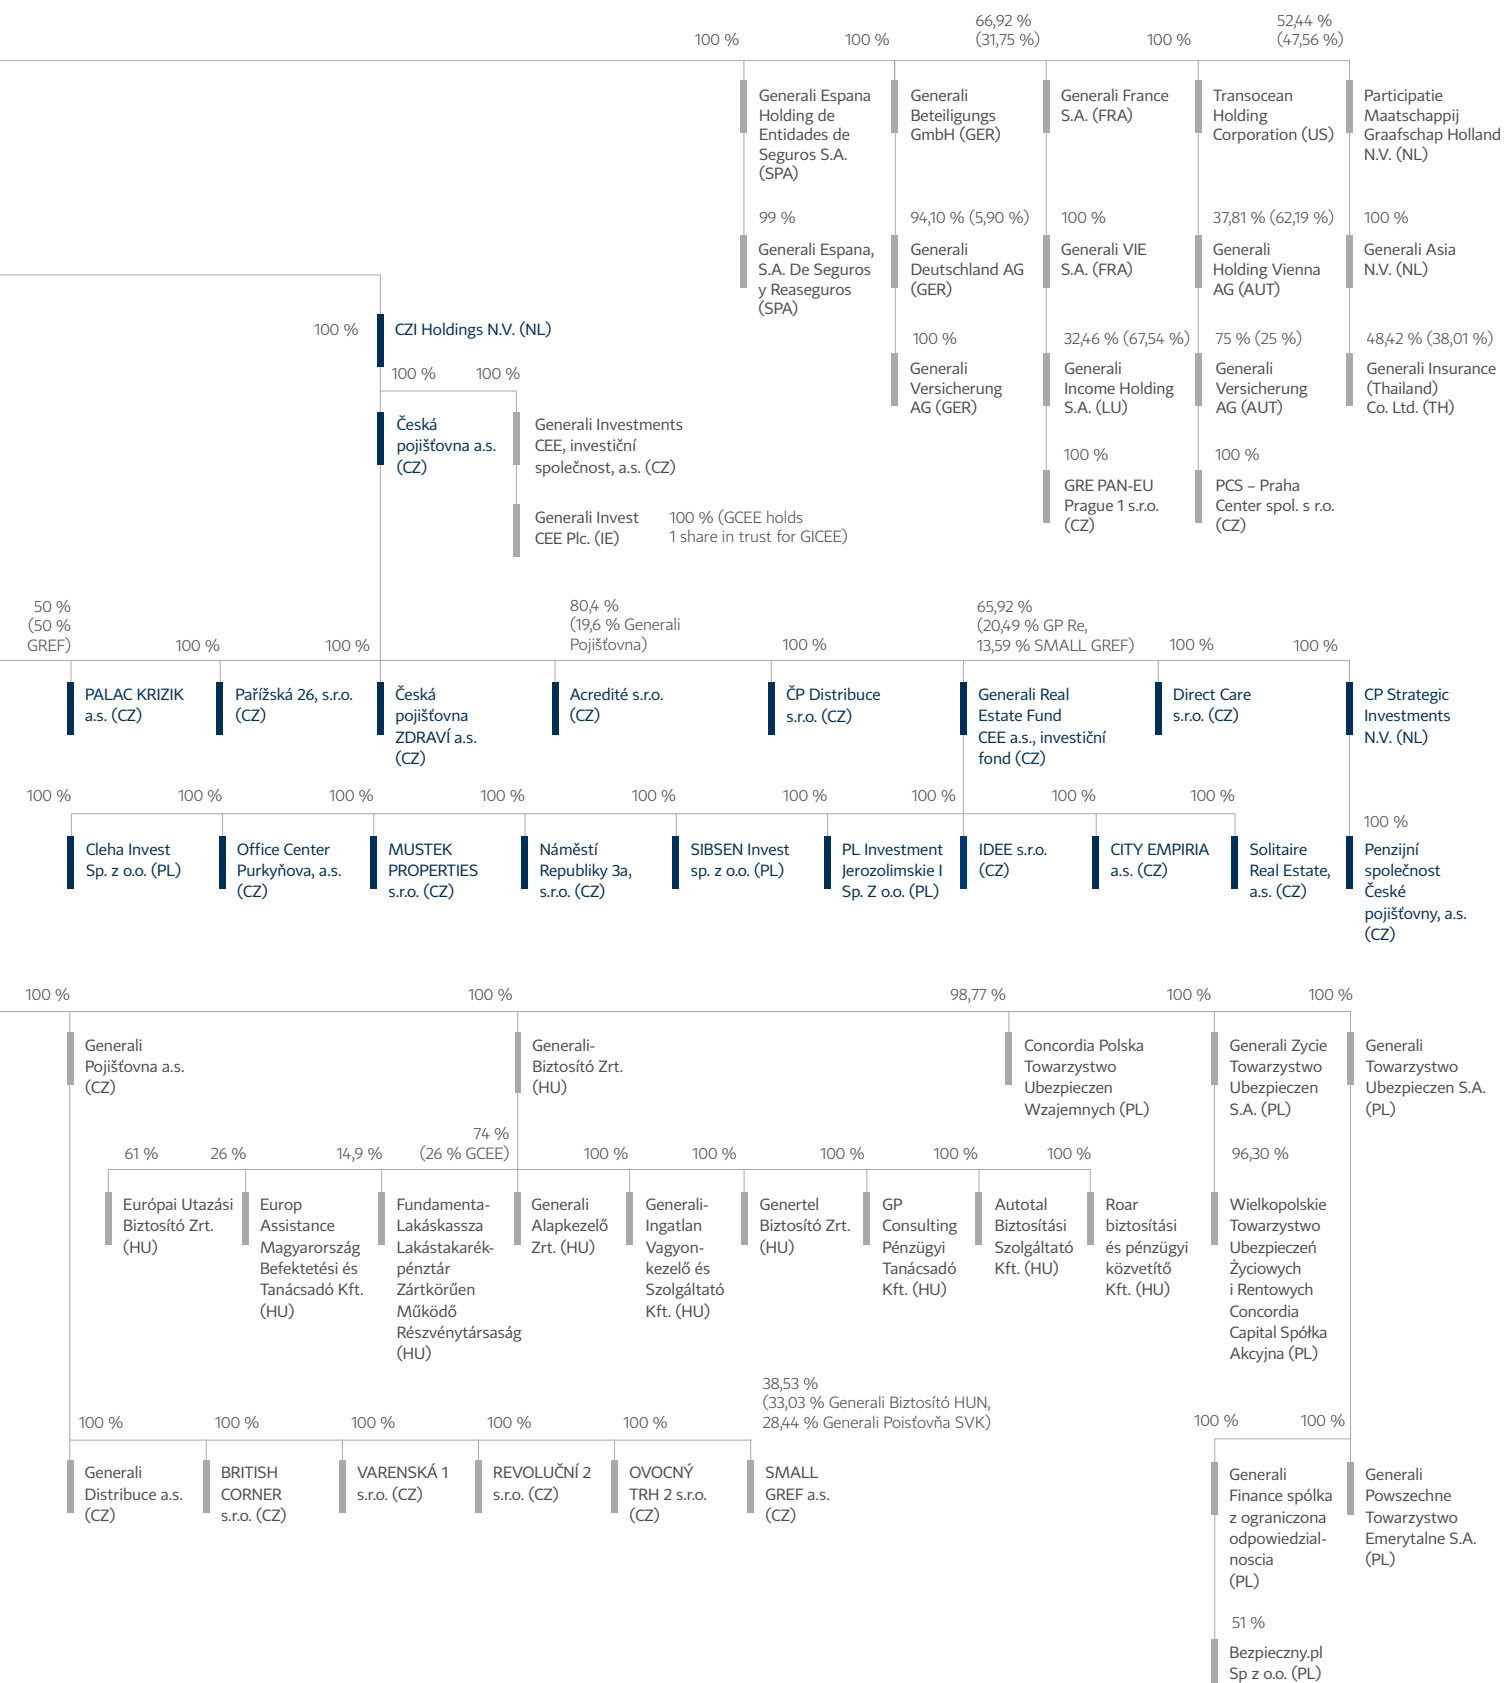 100 %
100 %
66,92 %
(31,75 %)
100 %
52,44 %
(47,56 %)
Generali Espana
Holding de
Entidades de
Seguros S.A.
(SPA)
Generali
Beteiligungs
GmbH (GER)
Generali France
S.A. (FRA)
Transocean
Holding
Corporation (US)
Participatie
Maatschappij
Graafschap Holland
N.V. (NL)
99 %
94,10 % (5,90 %)
100 %
37,81 % (62,19 %)
100 %
Generali Espana,
S.A. De Seguros
y Reaseguros
(SPA)
Generali
Deutschland AG
(GER)
Generali VIE
S.A. (FRA)
Generali
Holding Vienna
AG (AUT)
Generali Asia
N.V. (NL)
100 %
CZI Holdings N.V. (NL)
100 %
32,46 % (67,54 %)
75 % (25 %)
48,42 % (38,01 %)
Generali
Versicherung
AG (GER)
Generali
Income Holding
S.A. (LU)
Generali
Versicherung
AG (AUT)
Generali Insurance
(Thailand)
Co. Ltd. (TH)
100 %
100 %
Česká
pojišťovna a.s.
(CZ)
Generali Investments
CEE, investiční
společnost, a.s. (CZ)
100 %
100 %
GRE PAN-EU
Prague 1 s.r.o.
(CZ)
PCS – Praha
Center spol. s r.o.
(CZ)
Generali Invest
CEE Plc. (IE)
100 % (GCEE holds
1 share in trust for GICEE)
50 %
(50 %
GREF)
100 %
100 %
80,4 %
(19,6 % Generali
Pojišťovna)
100 %
65,92 %
(20,49 % GP Re,
13,59 % SMALL GREF)
100 %
100 %
PALAC KRIZIK
a.s. (CZ)
Pařížská 26, s.r.o.
(CZ)
Česká
pojišťovna
ZDRAVÍ a.s.
(CZ)
Acredité s.r.o.
(CZ)
ČP Distribuce
s.r.o. (CZ)
Generali Real
Estate Fund
CEE a.s., investiční
fond (CZ)
Direct Care
s.r.o. (CZ)
CP Strategic
Investments
N.V. (NL)
100 %
100 %
100 %
100 %
100 %
100 %
100 %
100 %
100 %
100 %
Cleha Invest
Sp. z o.o. (PL)
Office Center
Purkyňova, a.s.
(CZ)
MUSTEK
PROPERTIES
s.r.o. (CZ)
Náměstí
Republiky 3a,
s.r.o. (CZ)
SIBSEN Invest
sp. z o.o. (PL)
PL Investment
Jerozolimskie I
Sp. Z o.o. (PL)
IDEE s.r.o.
(CZ)
CITY EMPIRIA
a.s. (CZ)
Solitaire
Real Estate,
a.s. (CZ)
Penzijní
společnost
České
pojišťovny, a.s.
(CZ)
100 %
100 %
98,77 %
100 %
100 %
Generali
Pojišťovna a.s.
(CZ)
Generali-
Biztosító Zrt.
(HU)
Concordia Polska
Towarzystwo
Ubezpieczen
Wzajemnych (PL)
Generali Zycie
Towarzystwo
Ubezpieczen
S.A. (PL)
Generali
Towarzystwo
Ubezpieczen S.A.
(PL)
61 %
26 %
14,9 %
74 %
(26 % GCEE)
100 %
100 %
100 %
100 %
100 %
96,30 %
Európai Utazási
Biztosító Zrt.
(HU)
Europ
Assistance
Magyarország
Befektetési és
Tanácsadó Kft.
(HU)
Fundamenta-
Lakáskassza
Lakástakarék-
pénztár
Zártkörűen
Működő
Részvénytársaság
(HU)
Generali
Alapkezelő
Zrt. (HU)
Generali-
Ingatlan
Vagyon-
kezelő és
Szolgáltató
Kft. (HU)
Genertel
Biztosító Zrt.
(HU)
GP
Consulting
Pénzügyi
Tanácsadó
Kft. (HU)
Autotal
Biztosítási
Szolgáltató
Kft. (HU)
Roar
biztosítási
és pénzügyi
közvetítő
Kft. (HU)
Wielkopolskie
Towarzystwo
Ubezpieczeń
Życiowych
i Rentowych
Concordia
Capital Spółka
Akcyjna (PL)
100 %
100 %
100 %
100 %
100 %
38,53 %
(33,03 % Generali Biztosító HUN,
28,44 % Generali Poisťovňa SVK)
100 %
100 %
Generali
Distribuce a.s.
(CZ)
BRITISH
CORNER
s.r.o. (CZ)
VARENSKÁ 1
s.r.o. (CZ)
REVOLUČNÍ 2
s.r.o. (CZ)
OVOCNÝ
TRH 2 s.r.o.
(CZ)
SMALL
GREF a.s.
(CZ)
Generali
Finance spólka
z ograniczona
odpowiedzial-
noscia
(PL)
Generali
Powszechne
Towarzystwo
Emerytalne S.A.
(PL)
51 %
Bezpieczny.pl
Sp z o.o. (PL)